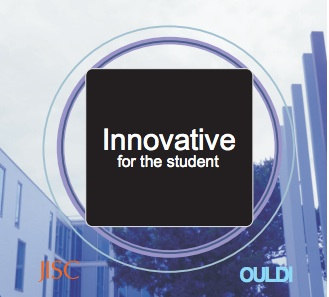 Innovative
for the student
JISC
OULDI